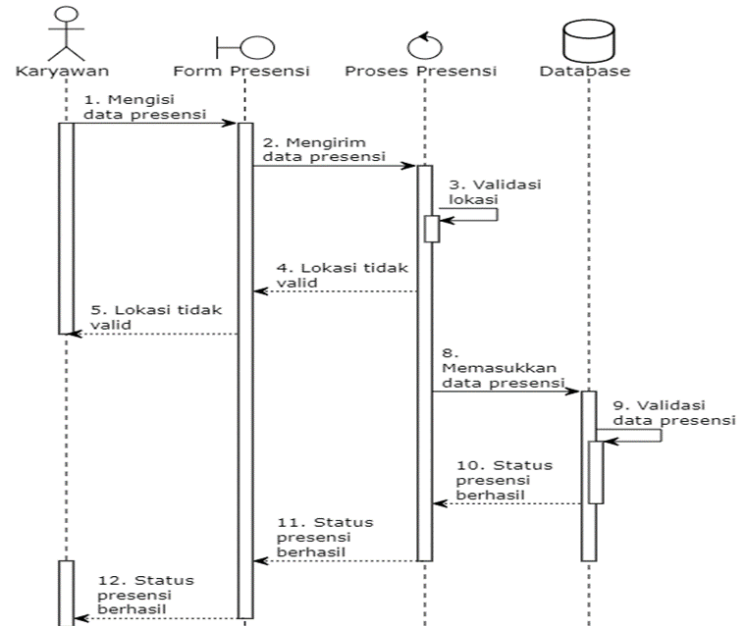 Karyawan
Form Presensi
Proses Presensi
Database
1. Mengisi
data presensi
2. Mengirim
data presensi
3. Validasi
lokasi
4. Lokasi tidak
valid
5. Lokasi tidak
valid
8.
Memasukkan
data presensi
9. Validasi
data presensi
10. Status
presensi
berhasil
11. Status
presensi
berhasil
12. Status
presensi
berhasil